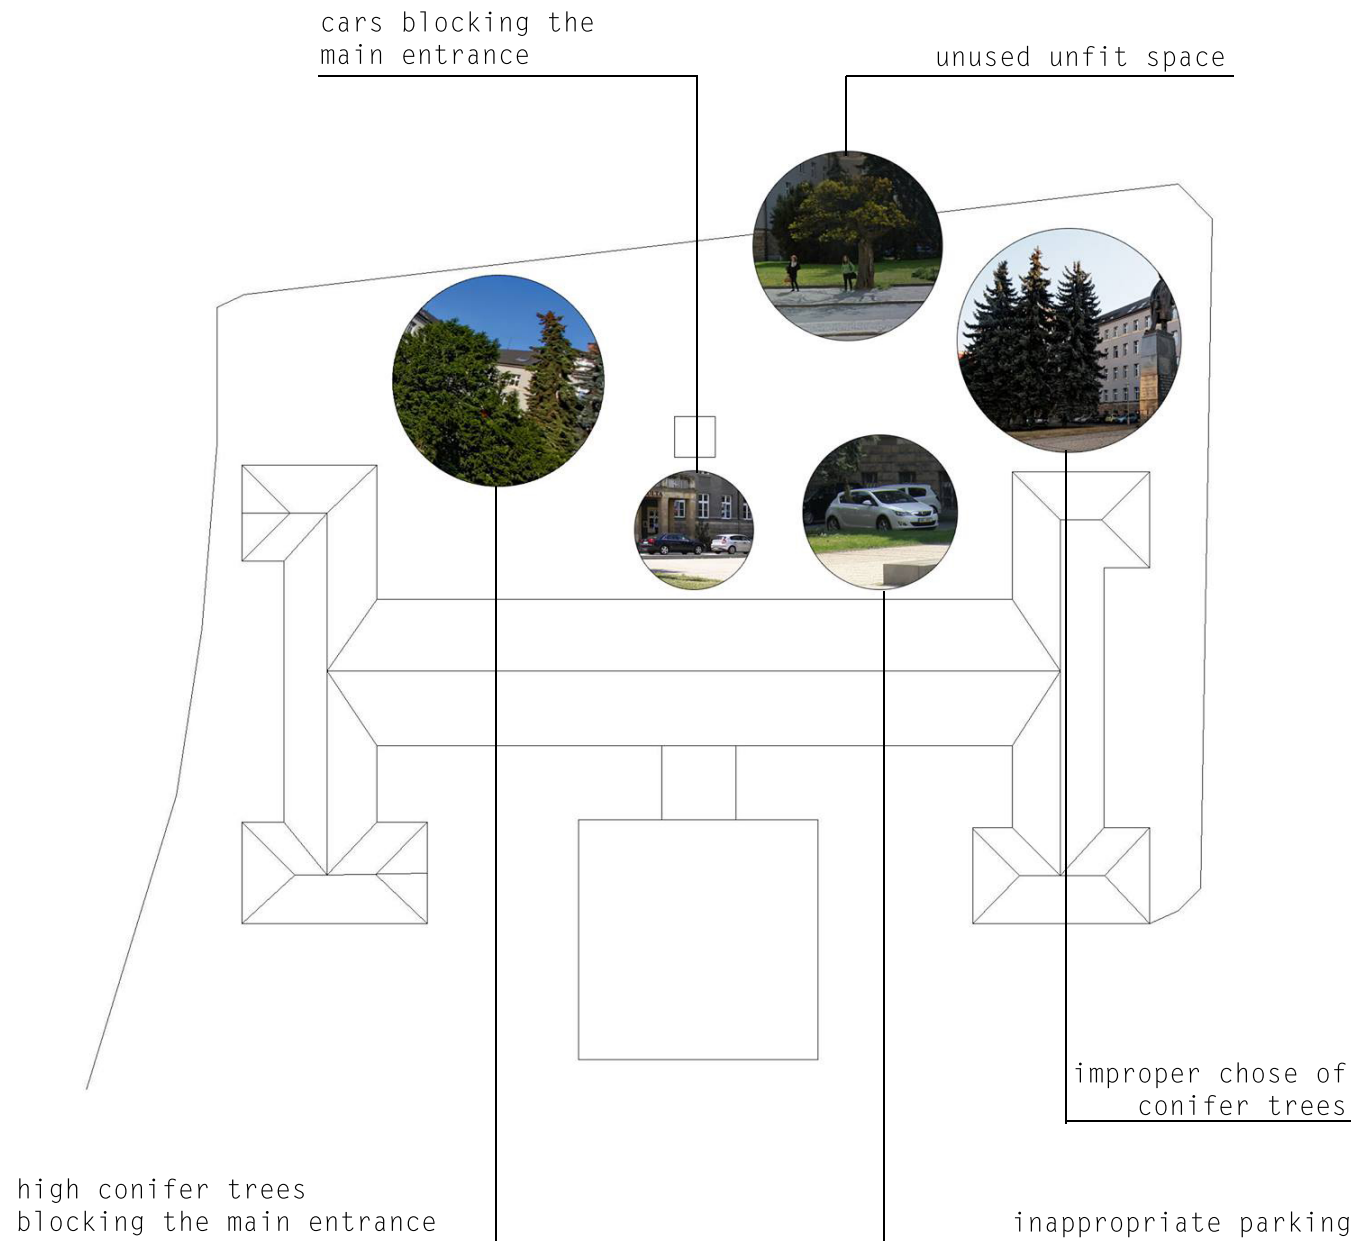 cars blocking the
main entrance
unused unfit space
improper chose of
conifer trees
high conifer trees
blocking the main entrance
inappropriate parking